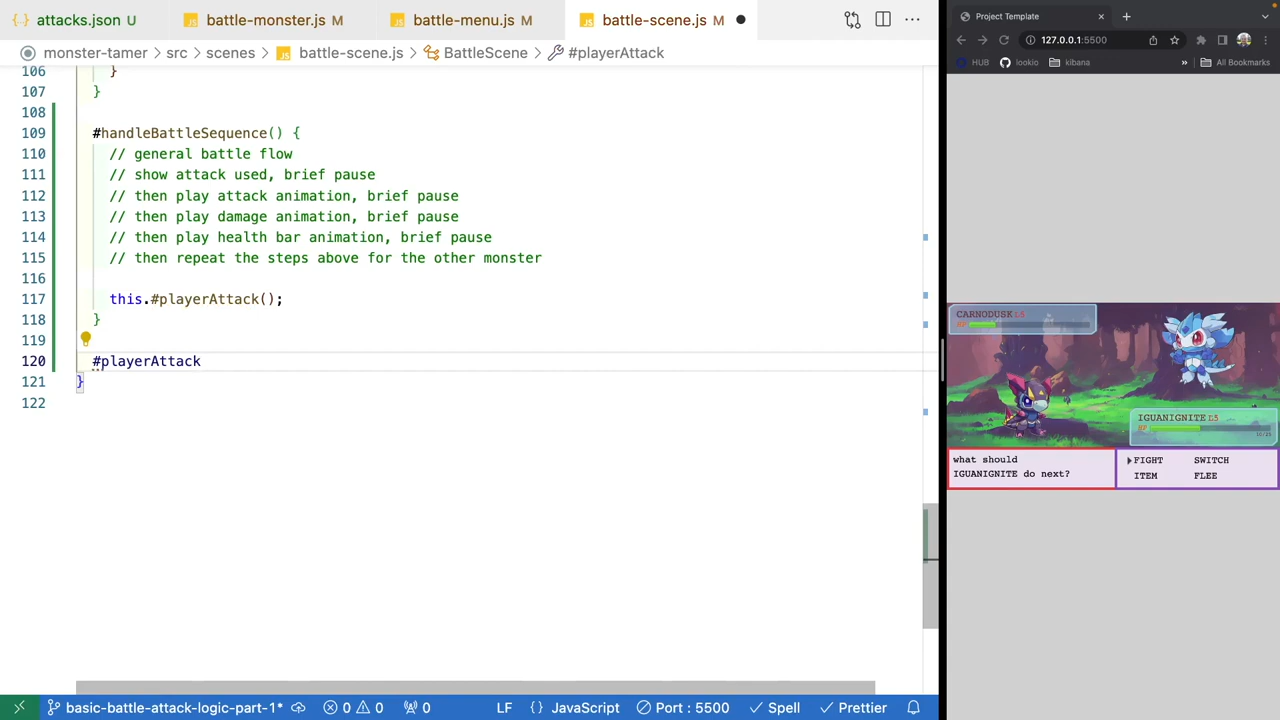 attacks.json U
battle-monster.js M
battle-menu.js M
battle-scene.js M
monster-tamer > src > scenes > battle-scene.js > BattleScene > #playerAttack
106 }
107 }
108
109 #handleBattleSequence() {
110 // general battle flow
111 // show attack used, brief pause
112 // then play attack animation, brief pause
113 // then play damage animation, brief pause
114 // then play health bar animation, brief pause
115 // then repeat the steps above for the other monster
116
117 this.#playerAttack();
118 }
119
120 #playerAttack
121 }
122
basic-battle-attack-logic-part-1* 0 0 0 LF {} JavaScript Port : 5500 Spell Prettier
Project Template
127.0.0.1:5500
HUB lookio kibana » All Bookmarks
CARNODUSK L5
HP
IGUANIGNITE L5
HP
what should
IGUANIGNITE do next?
FIGHT SWITCH
ITEM FLEE